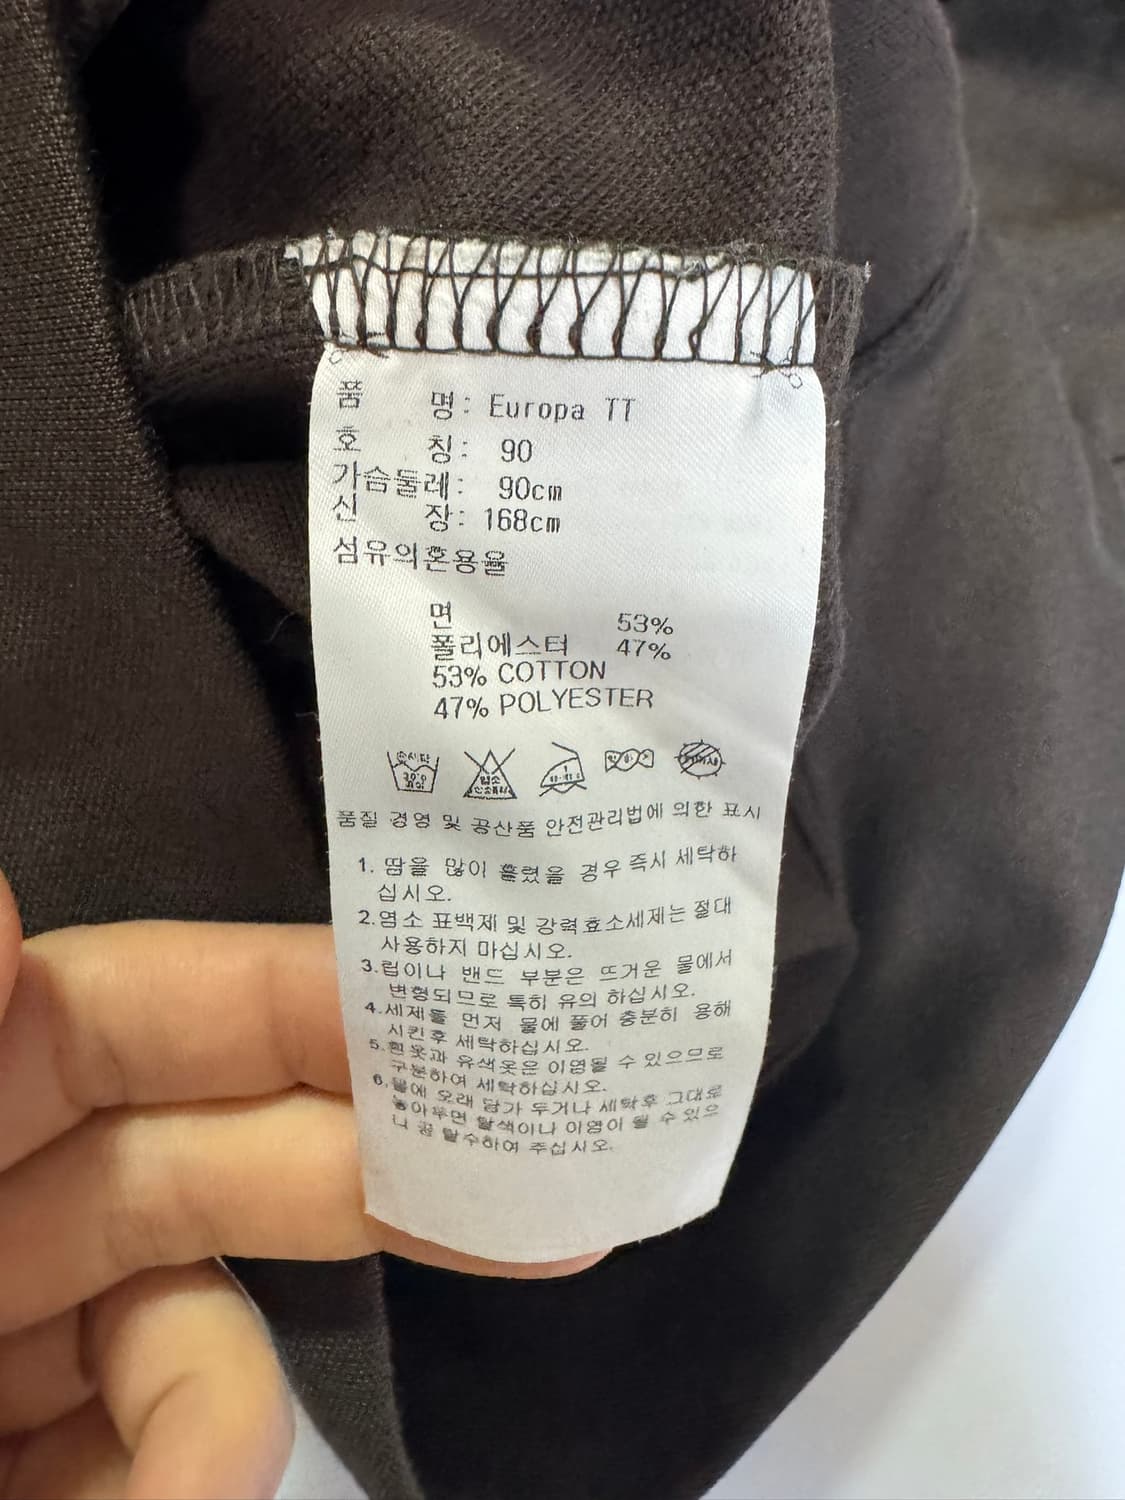 품 명: Europa TT
호 칭: 90
가슴둘레: 90cm
신 장: 168cm
섬유의혼용율
면 53%
폴리에스터 47%
53% COTTON
47% POLYESTER
품질 경영 및 공산품 안전관리법에 의한 표시
1. 땀을 많이 흘렸을 경우 즉시 세탁하
십시오.
2.염소 표백제 및 강력효소세제는 절대
사용하지 마십시오.
3.립이나 밴드 부분은 뜨거운 물에서
변형되므로 특히 유의 하십시오.
4.세제를 먼저 물에 풀어 충분히 용해
시킨후 세탁하십시오.
5.흰옷과 유색옷은 이염될 수 있으므로
구분하여 세탁하십시오.
6.물에 오래 담가 두거나 세탁후 그대로
놓아두면 탈색이나 이염이 될 수 있으
니 곧 탈수하여 주십시오.